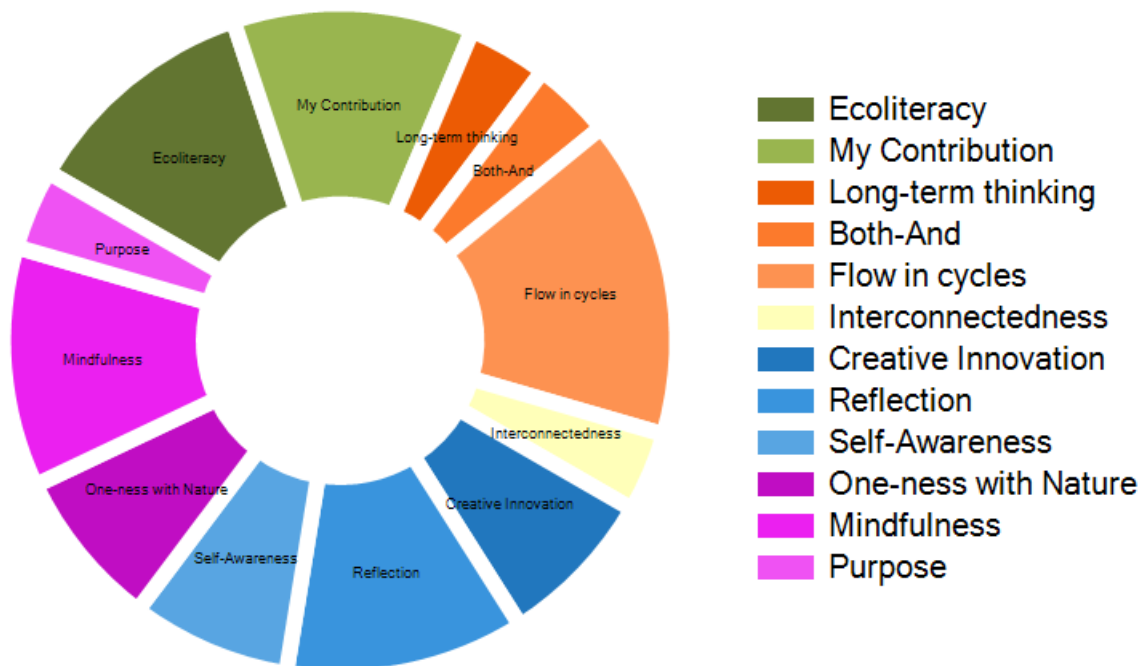 My Contribution
Long-term thinking
Ecoliteracy
Both-And
Purpose
Flow in cycles
Mindfulness
Interconnectedness
One-ness with Nature
Creative Innovation
Self-Awareness
Reflection
Ecoliteracy
My Contribution
Long-term thinking
Both-And
Flow in cycles
Interconnectedness
Creative Innovation
Reflection
Self-Awareness
One-ness with Nature
Mindfulness
Purpose